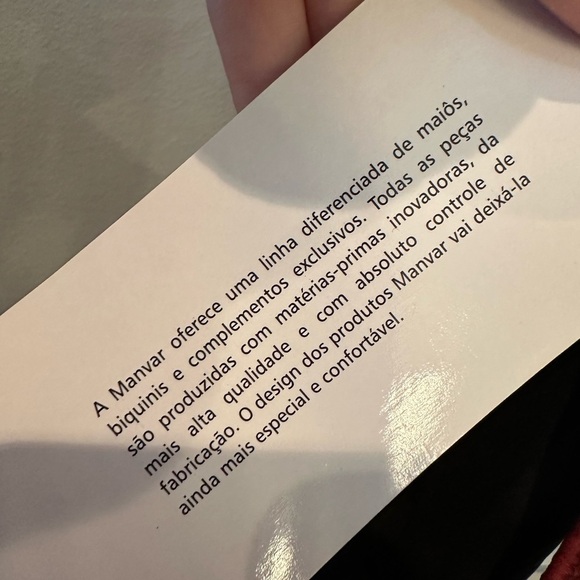 A Manvar oferece uma linha diferenciada de maiôs,
biquinis e complementos exclusivos. Todas as peças
são produzidas com matérias-primas inovadoras, da
mais alta qualidade e com absoluto controle de
fabricação. O design dos produtos Manvar vai deixá-la
ainda mais especial e confortável.